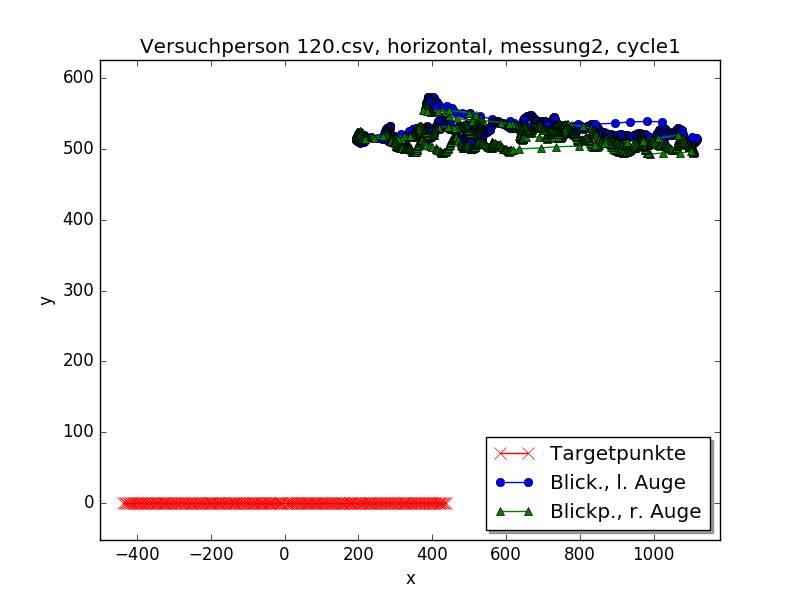 Versuchperson 120.csv, horizontal, messung2, cycle1
600
500
400
300
200
100
0
y
−400 −200 0 200 400 600 800 1000
x
Targetpunkte
Blick., l. Auge
Blickp., r. Auge